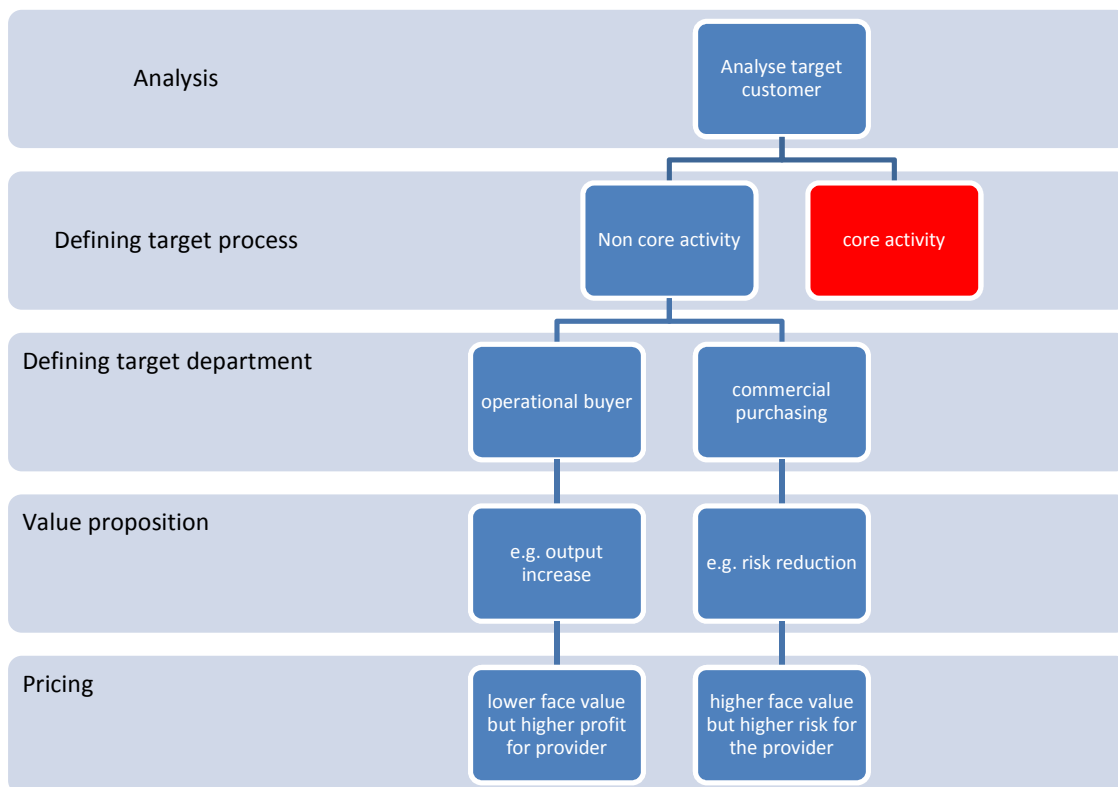 Analysis
Analyse target
customer
Defining target process
Non core activity
core activity
Defining target department
operational buyer
commercial
purchasing
Value proposition
e.g. output
increase
e.g. risk reduction
Pricing
lower face value
but higher profit
for provider
higher face value
but higher risk for
the provider